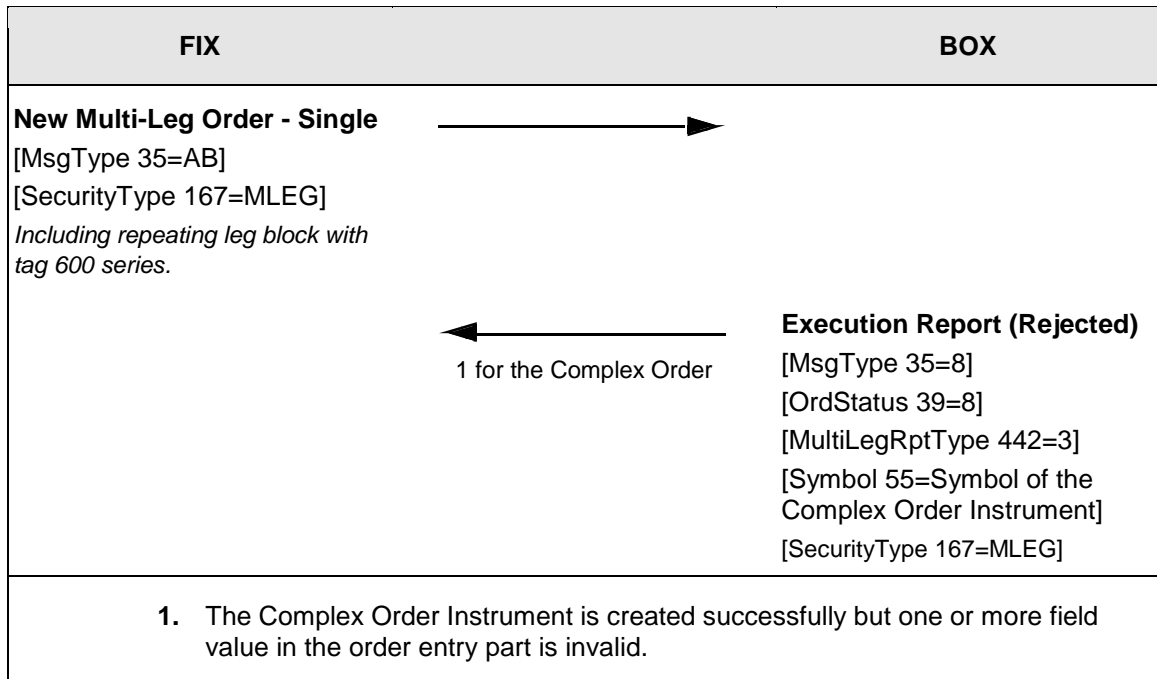 FIX
BOX
New Multi-Leg Order - Single
[MsgType 35=AB]
[SecurityType 167=MLEG]
Including repeating leg block with
tag 600 series.
1 for the Complex Order
Execution Report (Rejected)
[MsgType 35=8]
[OrdStatus 39=8]
[MultiLegRptType 442=3]
[Symbol 55=Symbol of the
Complex Order Instrument]
[SecurityType 167=MLEG]
1. The Complex Order Instrument is created successfully but one or more field
value in the order entry part is invalid.